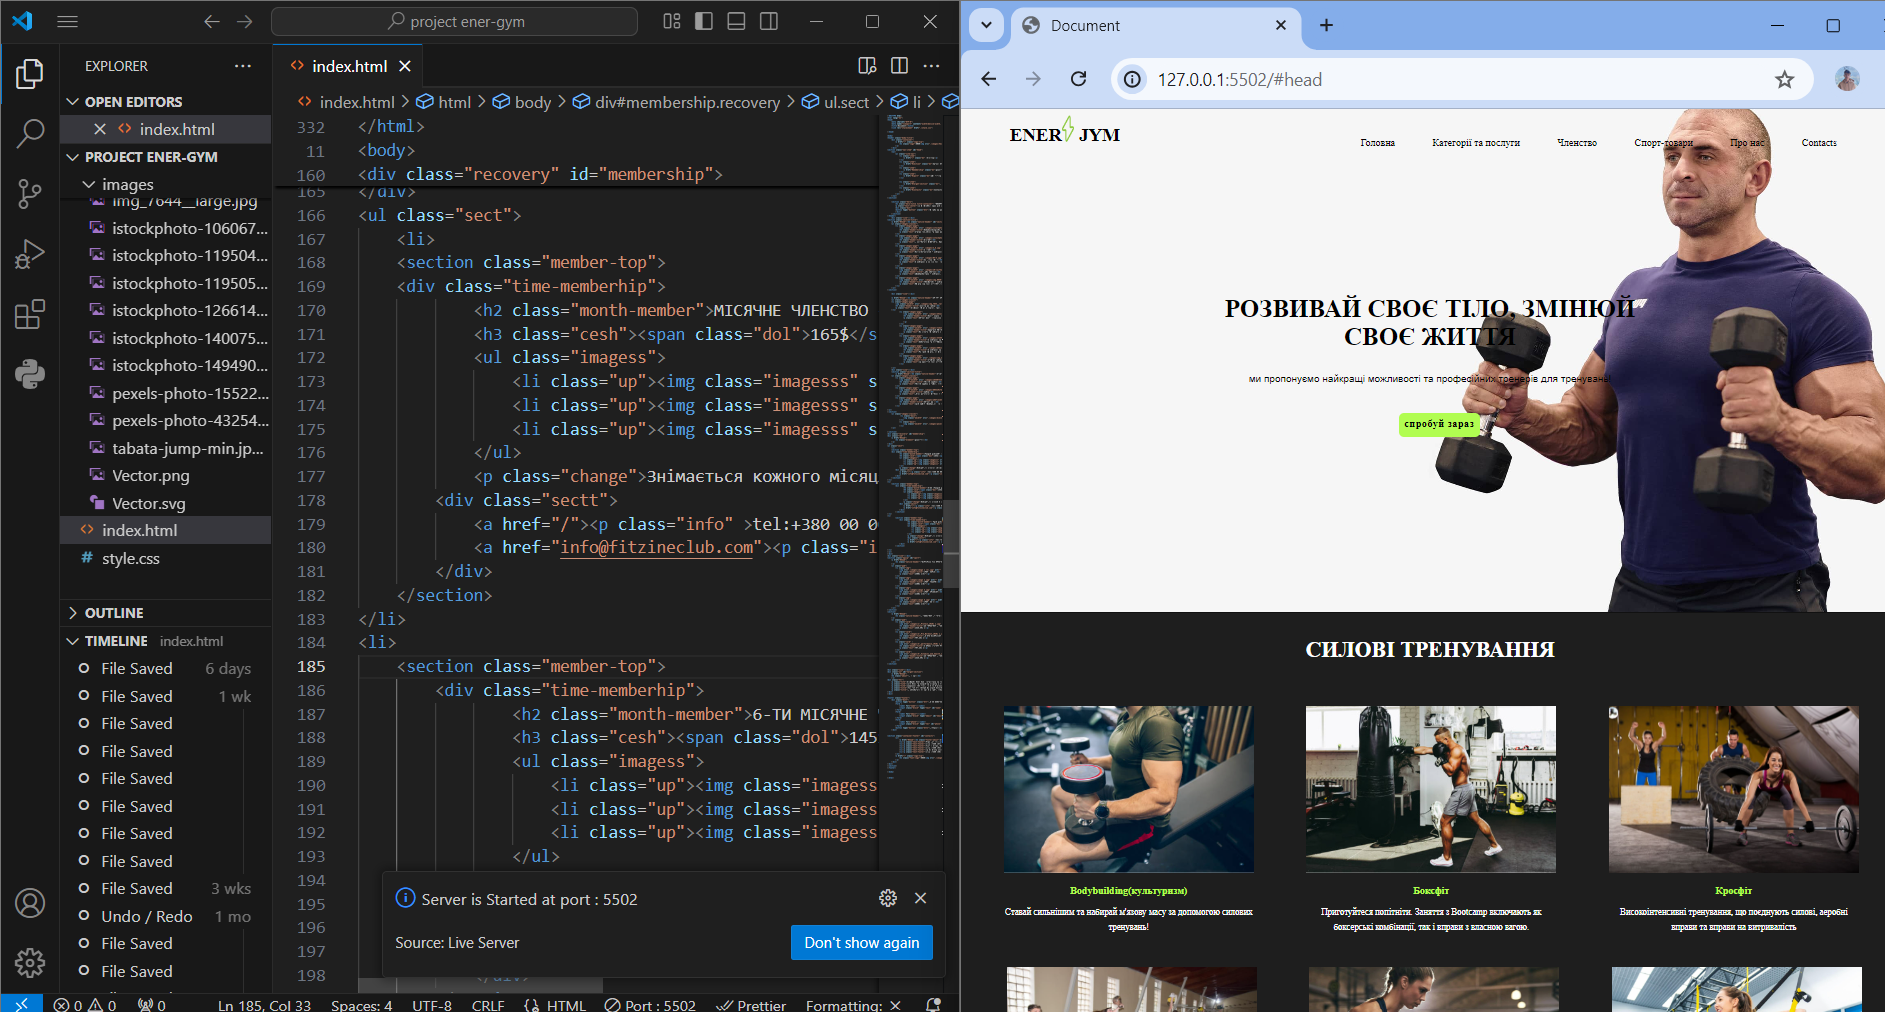 project ener-gym
EXPLORER
OPEN EDITORS
index.html
PROJECT ENER-GYM
images
img_7644__large.jpg
istockphoto-106067...
istockphoto-119504...
istockphoto-119505...
istockphoto-126614...
istockphoto-140075...
istockphoto-149490...
pexels-photo-15522...
pexels-photo-43254...
tabata-jump-min.jp...
Vector.png
Vector.svg
index.html
# style.css
OUTLINE
TIMELINE index.html
File Saved 6 days
File Saved 1 wk
File Saved
File Saved
File Saved
File Saved
File Saved
File Saved
File Saved 3 wks
Undo / Redo 1 mo
File Saved
File Saved
index.html
index.html > html > body > div#membership.recovery > ul.sect > li >
332 </html>
11 <body>
160 <div class="recovery" id="membership">
165 </div>
166 <ul class="sect">
167 <li>
168 <section class="member-top">
169 <div class="time-memberhip">
170 <h2 class="month-member">МІСЯЧНЕ ЧЛЕНСТВО
171 <h3 class="cesh"><span class="dol">165$</s
172 <ul class="imagess">
173 <li class="up"><img class="imagesss" s
174 <li class="up"><img class="imagesss" s
175 <li class="up"><img class="imagesss" s
176 </ul>
177 <p class="change">Знімається кожного місяц
178 <div class="sectt">
179 <a href="/"><p class="info" >tel:+380 00 0
180 <a href="info@fitzineclub.com"><p class="i
181 </div>
182 </section>
183 </li>
184 <li>
185 <section class="member-top">
186 <div class="time-memberhip">
187 <h2 class="month-member">6-ТИ МІСЯЧНЕ
188 <h3 class="cesh"><span class="dol">145
189 <ul class="imagess">
190 <li class="up"><img class="imagess
191 <li class="up"><img class="imagess
192 <li class="up"><img class="imagess
193 </ul>
194
195
196
197
198 </div>
Server is Started at port : 5502
Source: Live Server
Don't show again
0 0 0 Ln 185, Col 33 Spaces: 4 UTF-8 CRLF HTML Port : 5502 Prettier Formatting: ×
Document
127.0.0.1:5502/#head
ENER JYM
Головна Категорії та послуги Членство Спорт-товари Про нас Contacts
РОЗВИВАЙ СВОЄ ТІЛО, ЗМІНЮЙ
СВОЄ ЖИТТЯ
ми пропонуємо найкращі можливості та професійних тренерів для тренувань!
спробуй зараз
СИЛОВІ ТРЕНУВАННЯ
Bodybuilding(культуризм)
Ставай сильнішим та набирай м'язову масу за допомогою силових
тренувань!
Боксфіт
Приготуйтеся попітніти. Заняття з Bootcamp включають як
боксерські комбінації, так і вправи з власною вагою.
Кросфіт
Високоінтенсивні тренування, що поєднують силові, аеробні
вправи та вправи на витривалість